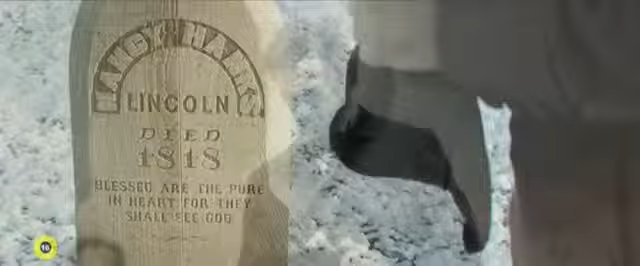 NANCY HANKS
LINCOLN
DIED
1818
BLESSED ARE THE PURE
IN HEART FOR THEY
SHALL SEE GOD
16